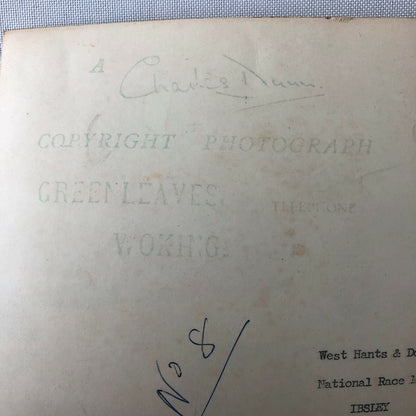 A Charles Dunn.
COPYRIGHT PHOTOGRAPH
GREENLEAVES, TELEPHONE
WOKING.
No 8
West Hants & Do
National Race M
IBSLEY